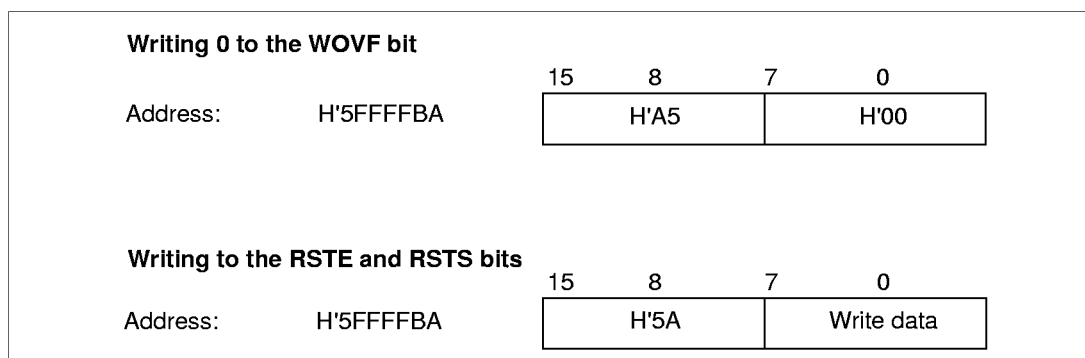 Writing 0 to the WOVF bit
15 8 7 0
Address: H'5FFFFBA H'A5 H'00
Writing to the RSTE and RSTS bits
15 8 7 0
Address: H'5FFFFBA H'5A Write data